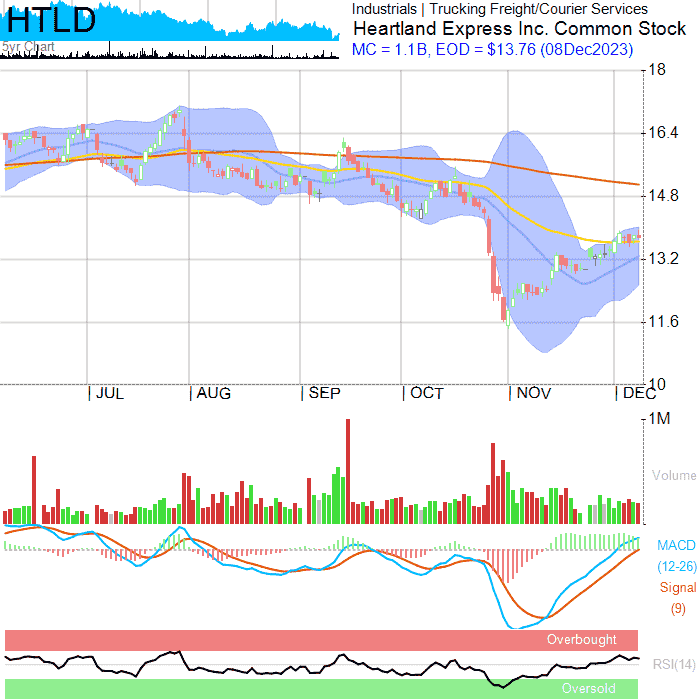 HTLD
5yr Chart
Industrials | Trucking Freight/Courier Services
Heartland Express Inc. Common Stock
MC = 1.1B, EOD = $13.76 (08Dec2023)
18
16.4
14.8
13.2
11.6
10
JUL AUG SEP OCT NOV DEC
1M
Volume
MACD
(12-26)
Signal
(9)
Overbought
RSI(14)
Oversold